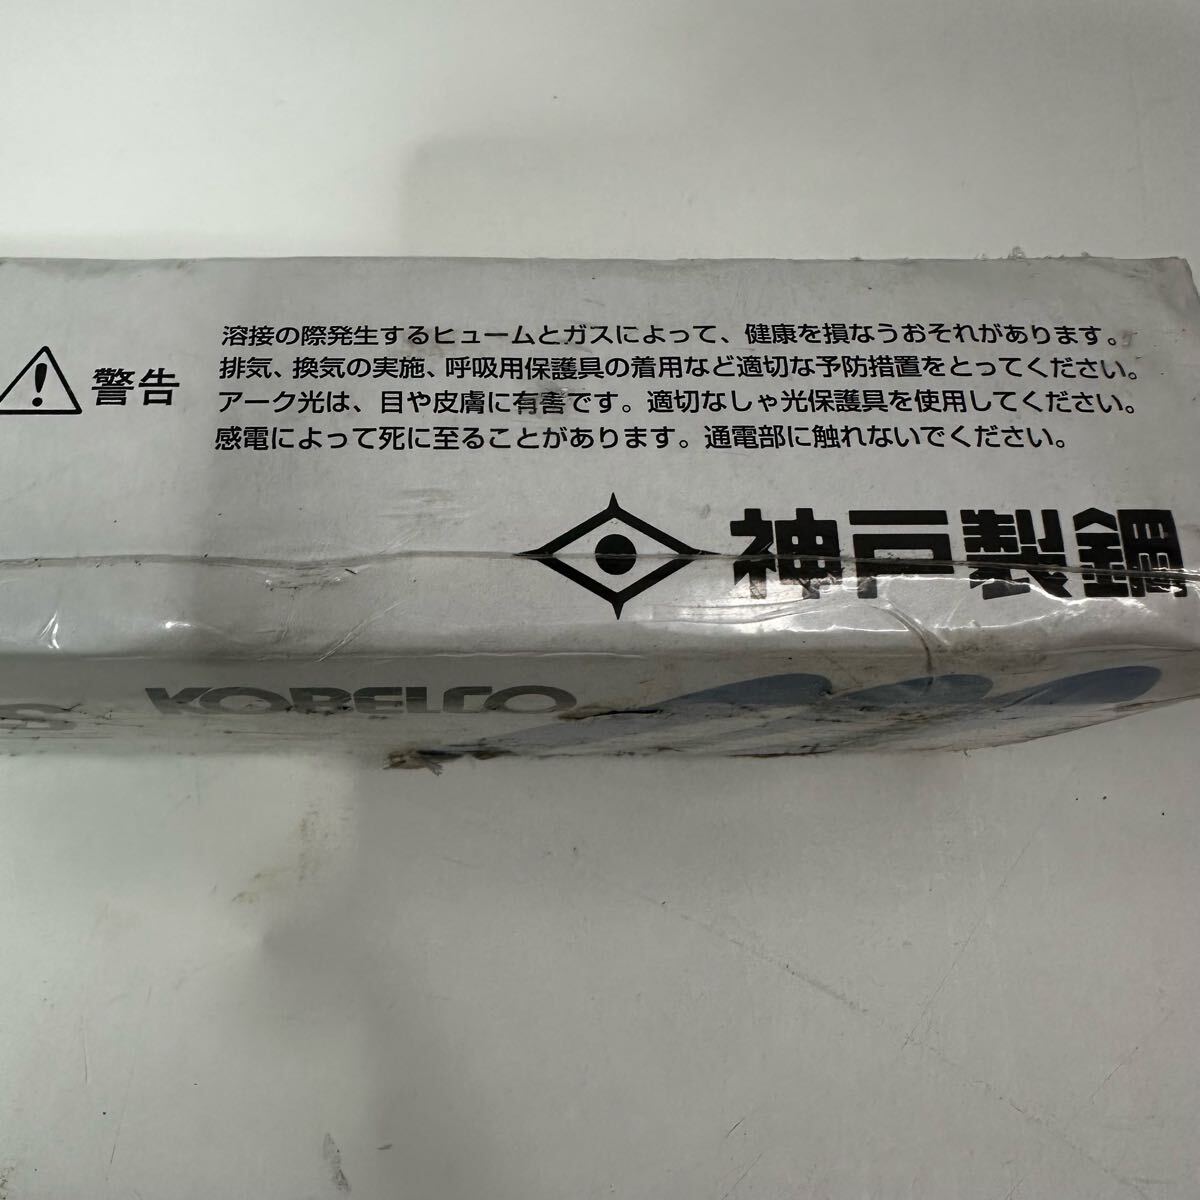 溶接の際発生するヒュームとガスによって、健康を損なうおそれがあります。
排気、換気の実施、呼吸用保護具の着用など適切な予防措置をとってください。
警告
アーク光は、目や皮膚に有害です。適切なしゃ光保護具を使用してください。
感電によって死に至ることがあります。通電部に触れないでください。
神戸製鋼
KOBELCO